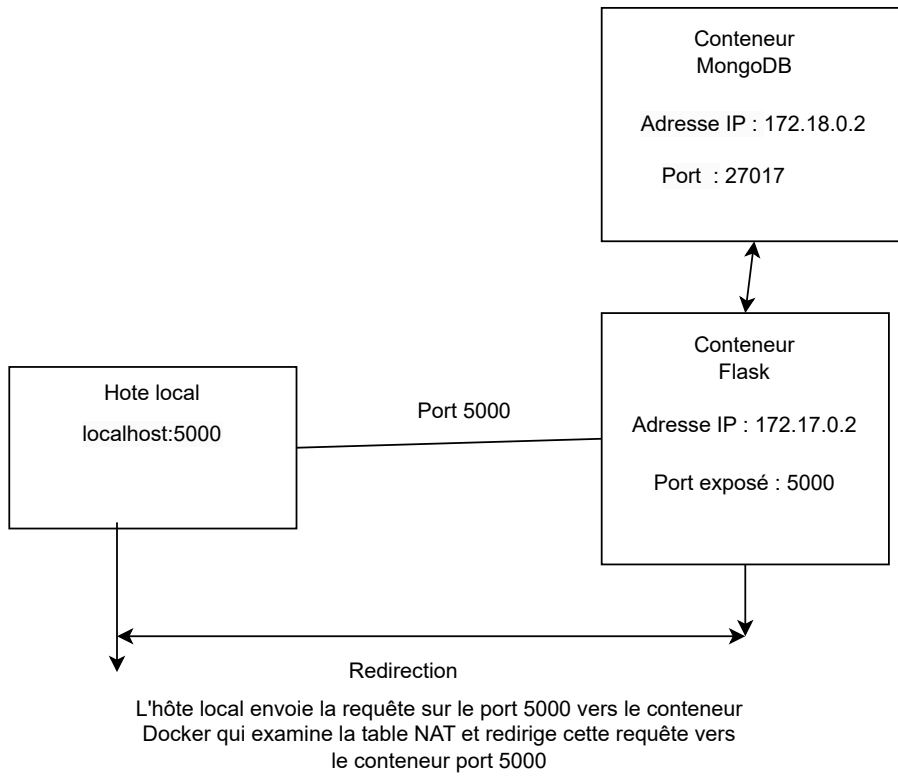 Conteneur
MongoDB
Adresse IP : 172.18.0.2
Port : 27017
Conteneur
Flask
Adresse IP : 172.17.0.2
Port exposé : 5000
Hote local
localhost:5000
Port 5000
Redirection
L'hôte local envoie la requête sur le port 5000 vers le conteneur
Docker qui examine la table NAT et redirige cette requête vers
le conteneur port 5000